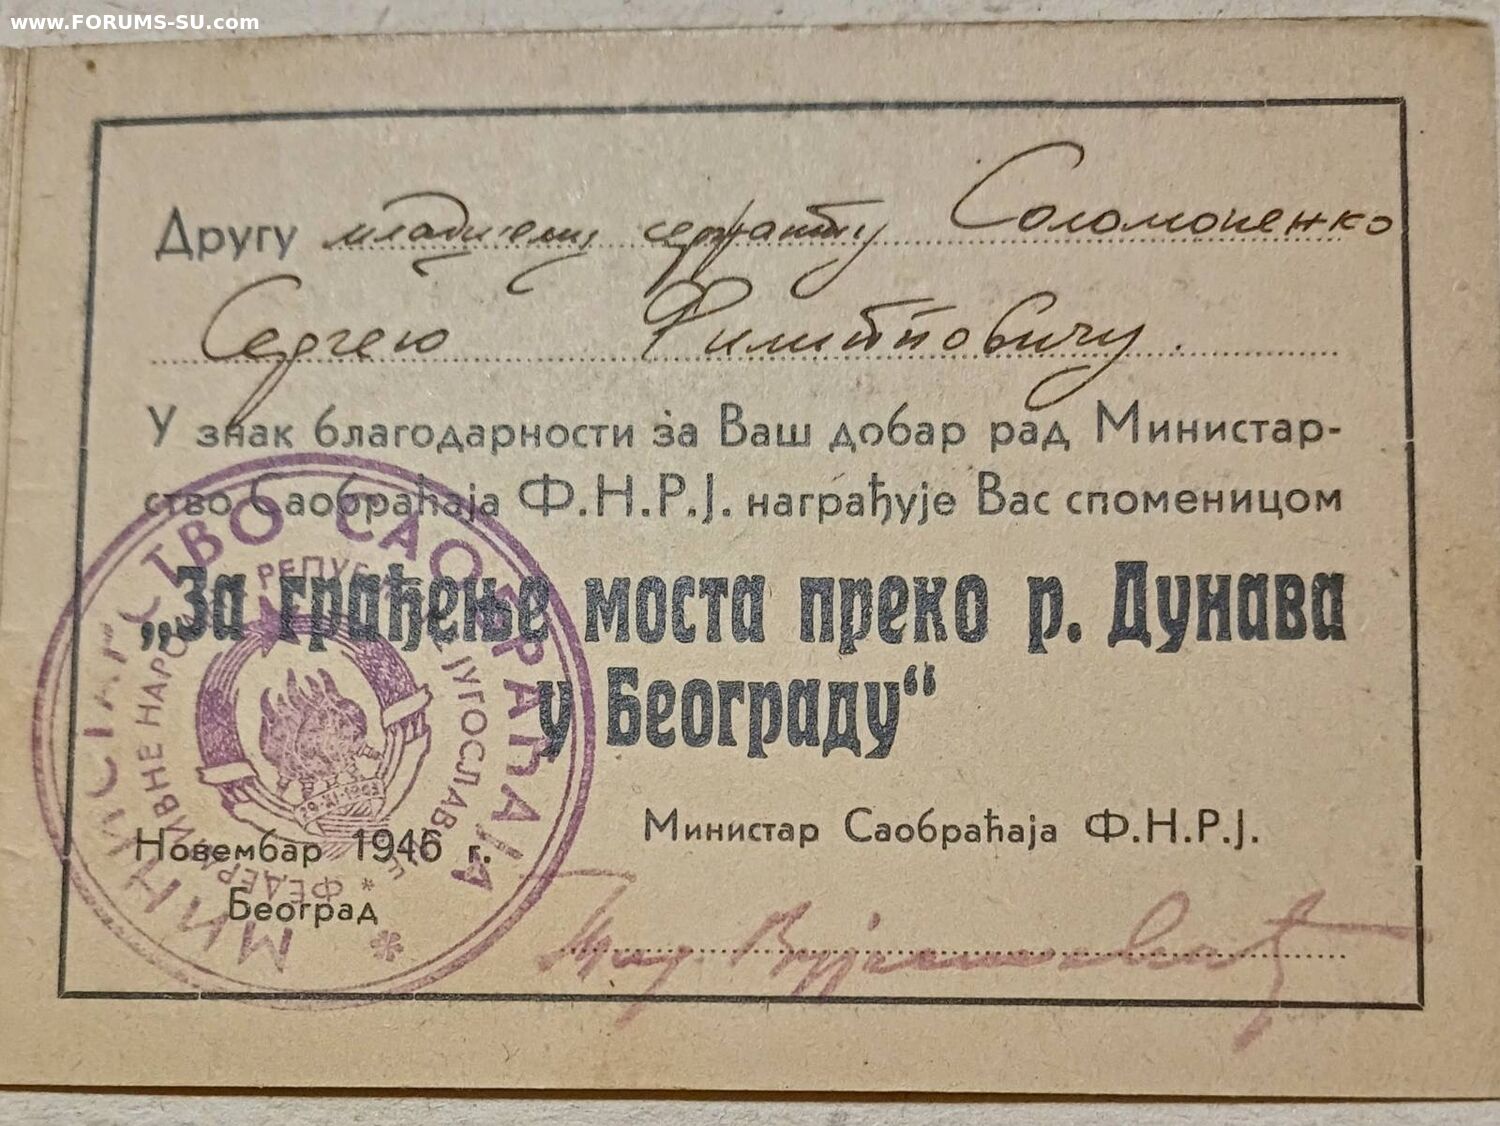 www.FORUMS-SU.com
Другу младшему сержанту Соломоненко
Сергею Филипповичу.
У знак благодарности за Ваш добар рад Министар-
ство Саобраћаја Ф.Н.Р.Ј. награђује Вас споменицом
„За грађење моста преко р. Дунава
у Београду“
Министар Саобраћаја Ф.Н.Р.Ј.
Новембар 1946 г.
Београд
МИНИСТАРСТВО САОБРАЋАЈА
ФЕДЕРАТИВНЕ НАРОДНЕ РЕПУБЛИКЕ ЈУГОСЛАВИЈЕ
29·XI·1943